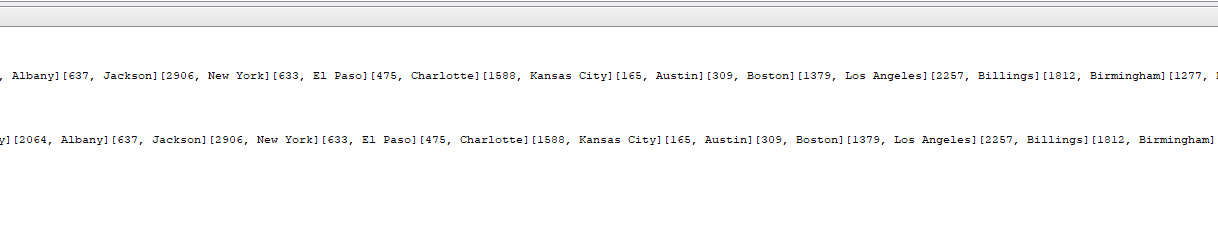 , Albany][637, Jackson][2906, New York][633, El Paso][475, Charlotte][1588, Kansas City][165, Austin][309, Boston][1379, Los Angeles][2257, Billings][1812, Birmingham][1277,
y][2064, Albany][637, Jackson][2906, New York][633, El Paso][475, Charlotte][1588, Kansas City][165, Austin][309, Boston][1379, Los Angeles][2257, Billings][1812, Birmingham]